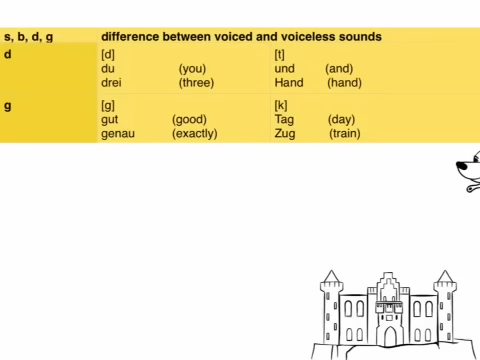 s, b, d, g difference between voiced and voiceless sounds
d [d] [t]
du (you) und (and)
drei (three) Hand (hand)
g [g] [k]
gut (good) Tag (day)
genau (exactly) Zug (train)